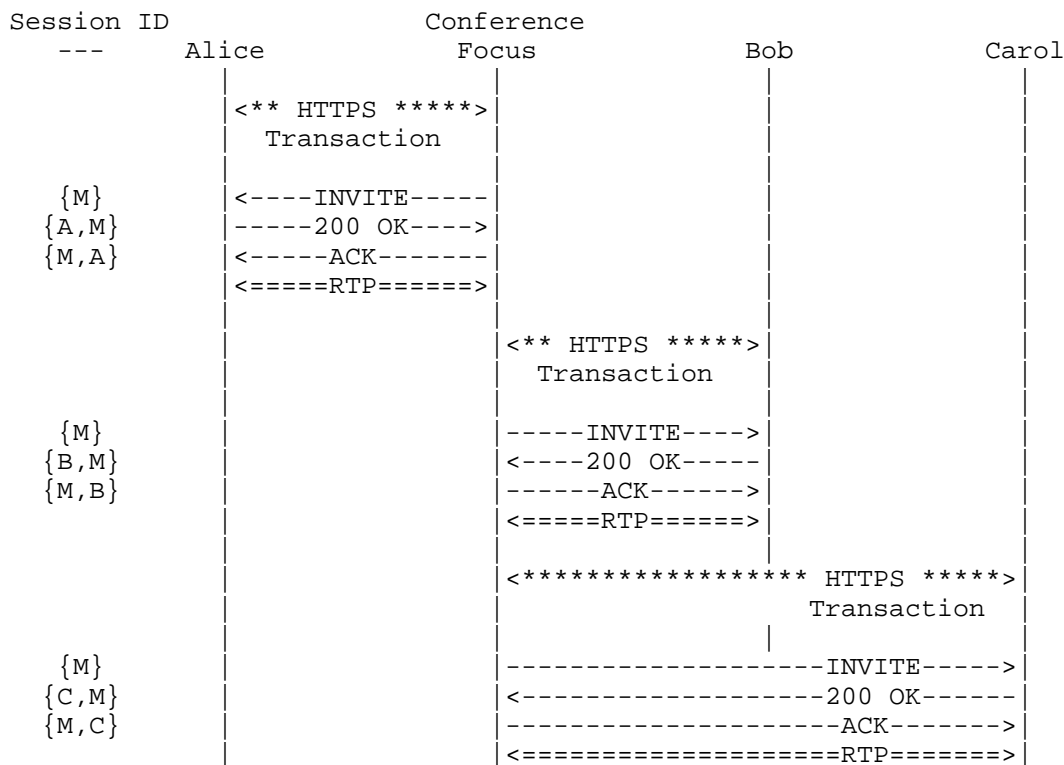 Session ID Conference
--- Alice Focus Bob Carol
<** HTTPS *****>
Transaction
{M} <----INVITE-----
{A,M} -----200 OK---->
{M,A} <-----ACK-------
<=====RTP======>
<** HTTPS *****>
Transaction
{M} -----INVITE---->
{B,M} <----200 OK-----
{M,B} ------ACK------>
<=====RTP======>
<****************** HTTPS *****>
Transaction
{M} --------------------INVITE----->
{C,M} <-------------------200 OK------
{M,C} ---------------------ACK------->
<====================RTP=======>